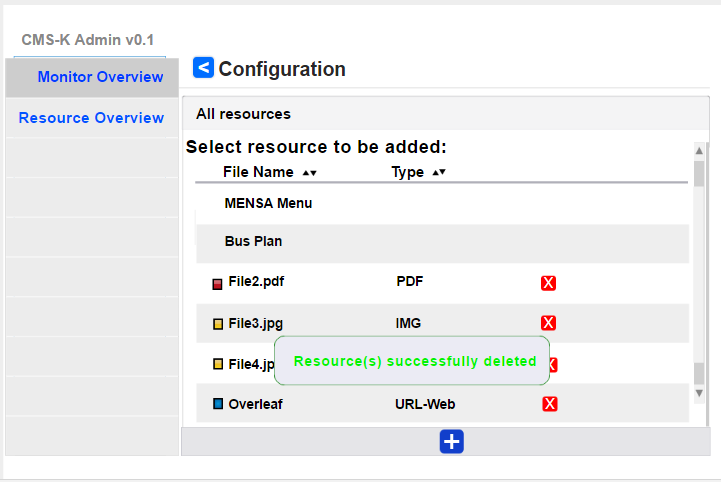 CMS-K Admin v0.1
Monitor Overview
Resource Overview
< Configuration
All resources
Select resource to be added:
File Name ▲▼ Type ▲▼
MENSA Menu
Bus Plan
File2.pdf PDF X
File3.jpg IMG X
File4.jp X
Resource(s) successfully deleted
Overleaf URL-Web X
+